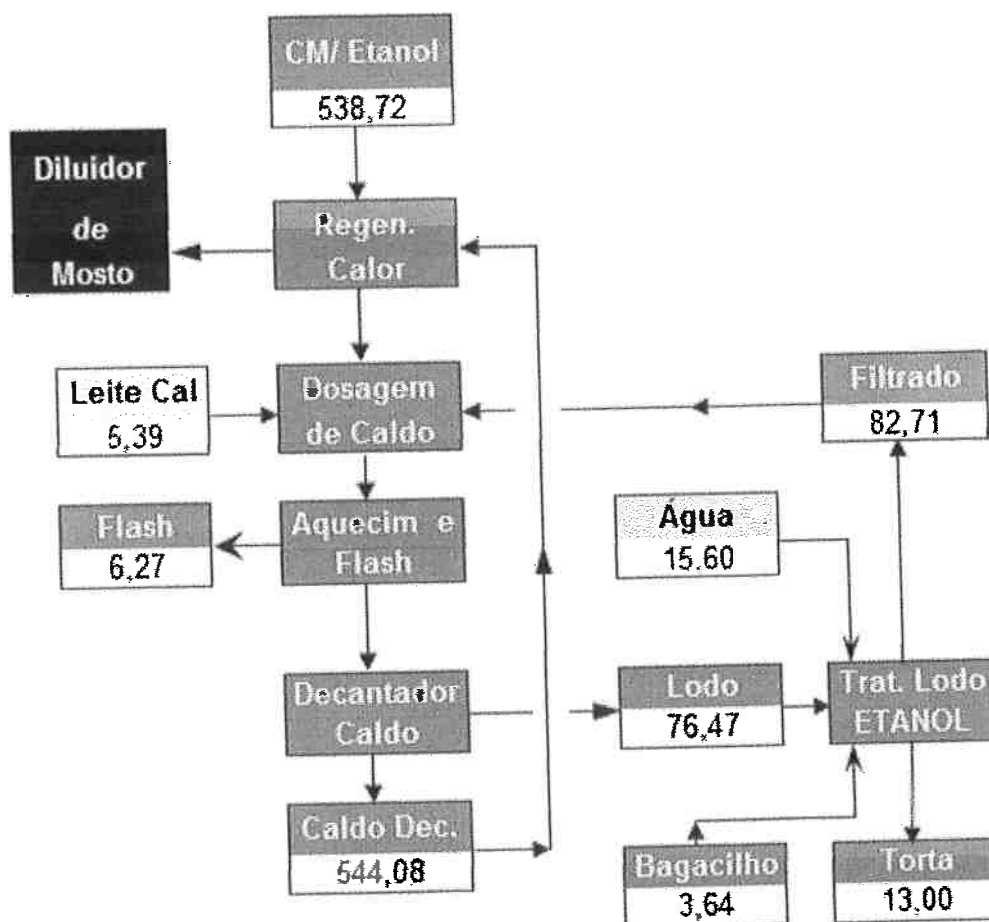 CM/ Etanol
538,72
Diluidor
de
Mosto
Regen.
Calor
Leite Cal
5,39
Dosagem
de Caldo
Filtrado
82,71
Flash
6,27
Aquecim e
Flash
Água
15.60
Decantador
Caldo
Lodo
76,47
Trat. Lodo
ETANOL
Caldo Dec.
544,08
Bagacilho
3,64
Torta
13,00